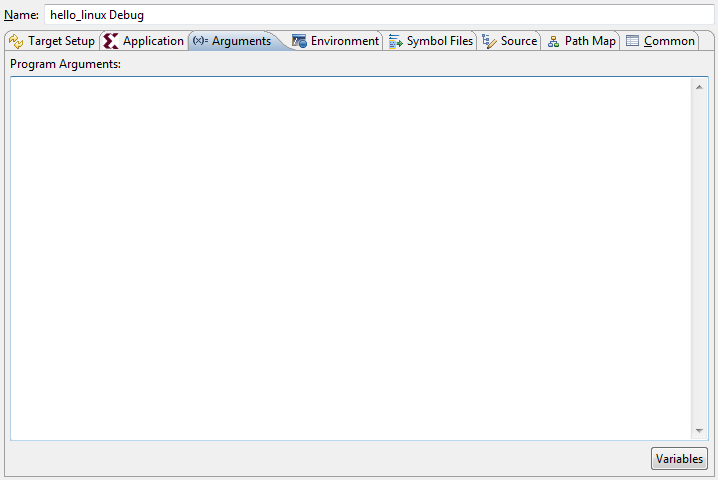 Name: hello_linux Debug
Target Setup Application (x)= Arguments Environment Symbol Files Source Path Map Common
Program Arguments:
Variables